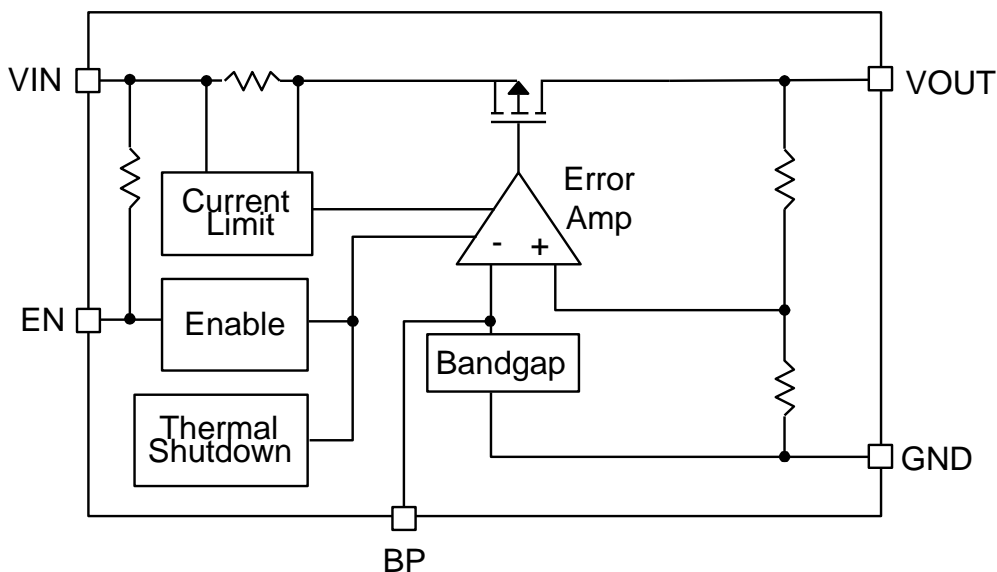 VIN
VOUT
Error
Amp
Current
Limit
-
+
EN
Enable
Bandgap
Thermal
Shutdown
GND
BP